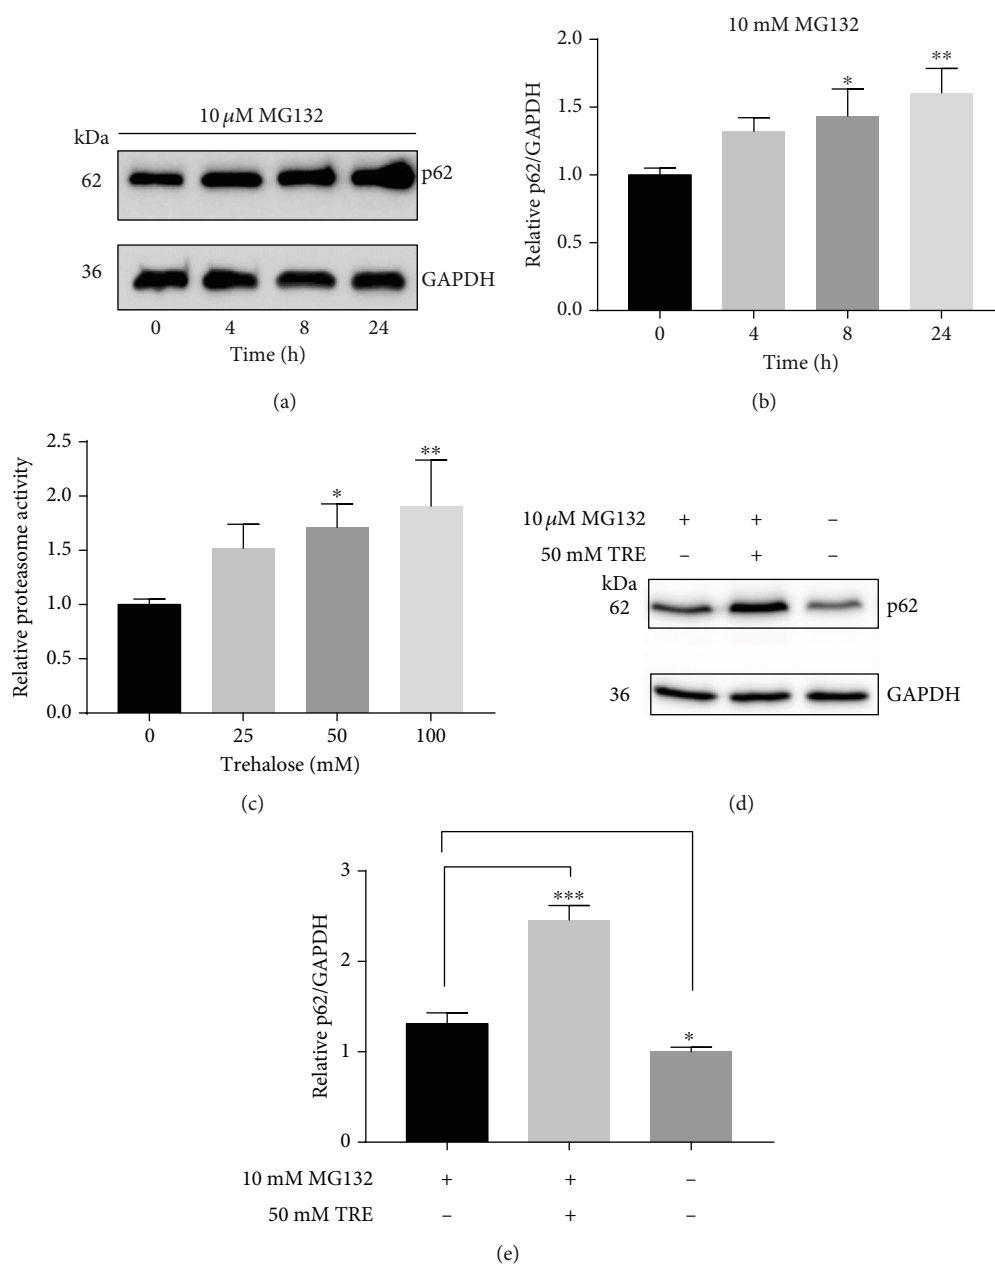 10 μM MG132
kDa
62
p62
36
GAPDH
0 4 8 24
Time (h)
(a)
10 mM MG132
Relative p62/GAPDH
2.0
1.5
1.0
0.5
0.0
*
**
0 4 8 24
Time (h)
(b)
Relative proteasome activity
2.5
2.0
1.5
1.0
0.5
0.0
*
**
0 25 50 100
Trehalose (mM)
(c)
10 μM MG132 + + –
50 mM TRE – + –
kDa
62
p62
36
GAPDH
(d)
Relative p62/GAPDH
3
2
1
0
***
*
10 mM MG132 + + –
50 mM TRE – + –
(e)